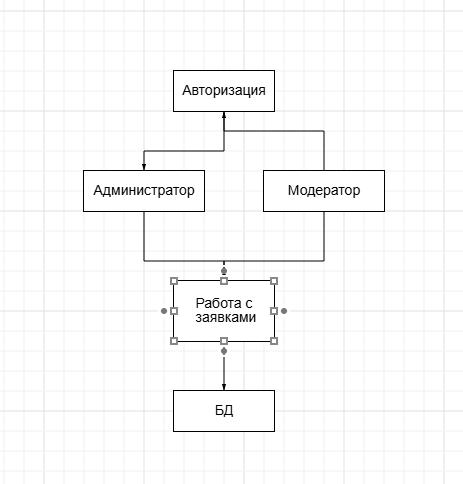 Авторизация
Администратор
Модератор
Работа с
заявками
БД